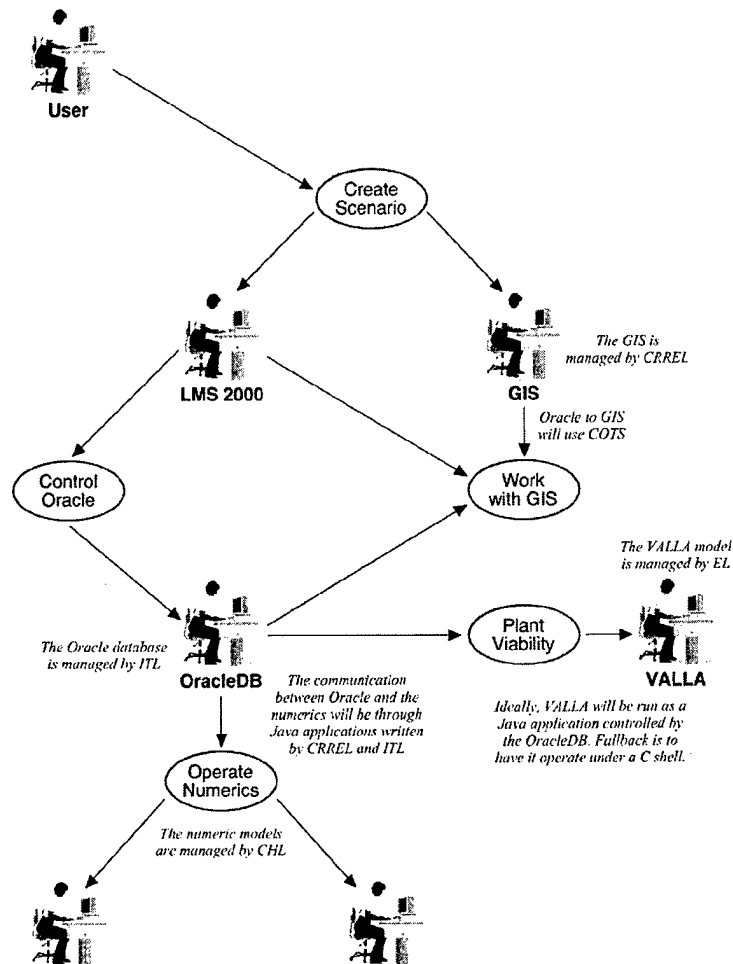 User
Create
Scenario
LMS 2000
GIS
The GIS is
managed by CRREL
Oracle to GIS
will use COTS
Control
Oracle
Work
with GIS
The VALLA model
is managed by EL
The Oracle database
is managed by ITL
OracleDB
Plant
Viability
VALLA
The communication
between Oracle and the
numerics will be through
Java applications written
by CRREL and ITL
Ideally, VALLA will be run as a
Java application controlled by
the OracleDB. Fullback is to
have it operate under a C shell.
Operate
Numerics
The numeric models
are managed by CHL